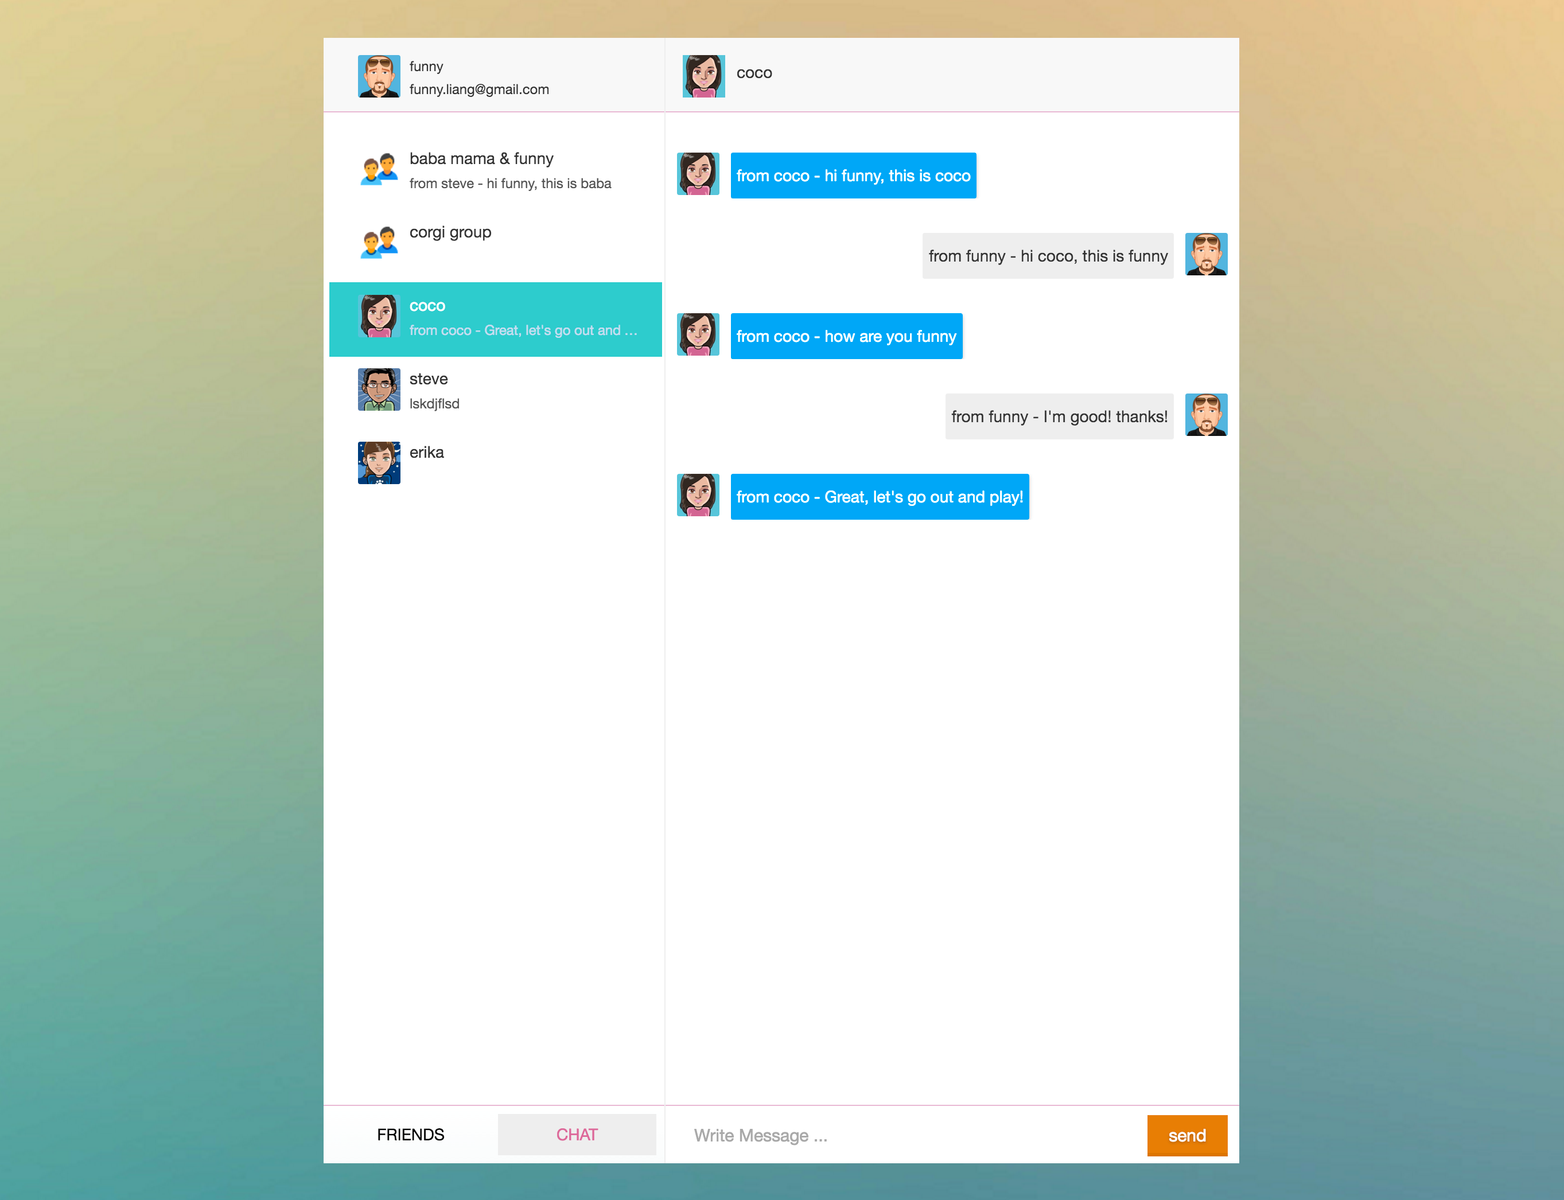 funny
funny.liang@gmail.com
coco
baba mama & funny
from steve - hi funny, this is baba
corgi group
coco
from coco - Great, let's go out and ...
steve
lskdjflsd
erika
from coco - hi funny, this is coco
from funny - hi coco, this is funny
from coco - how are you funny
from funny - I'm good! thanks!
from coco - Great, let's go out and play!
FRIENDS
CHAT
Write Message ...
send